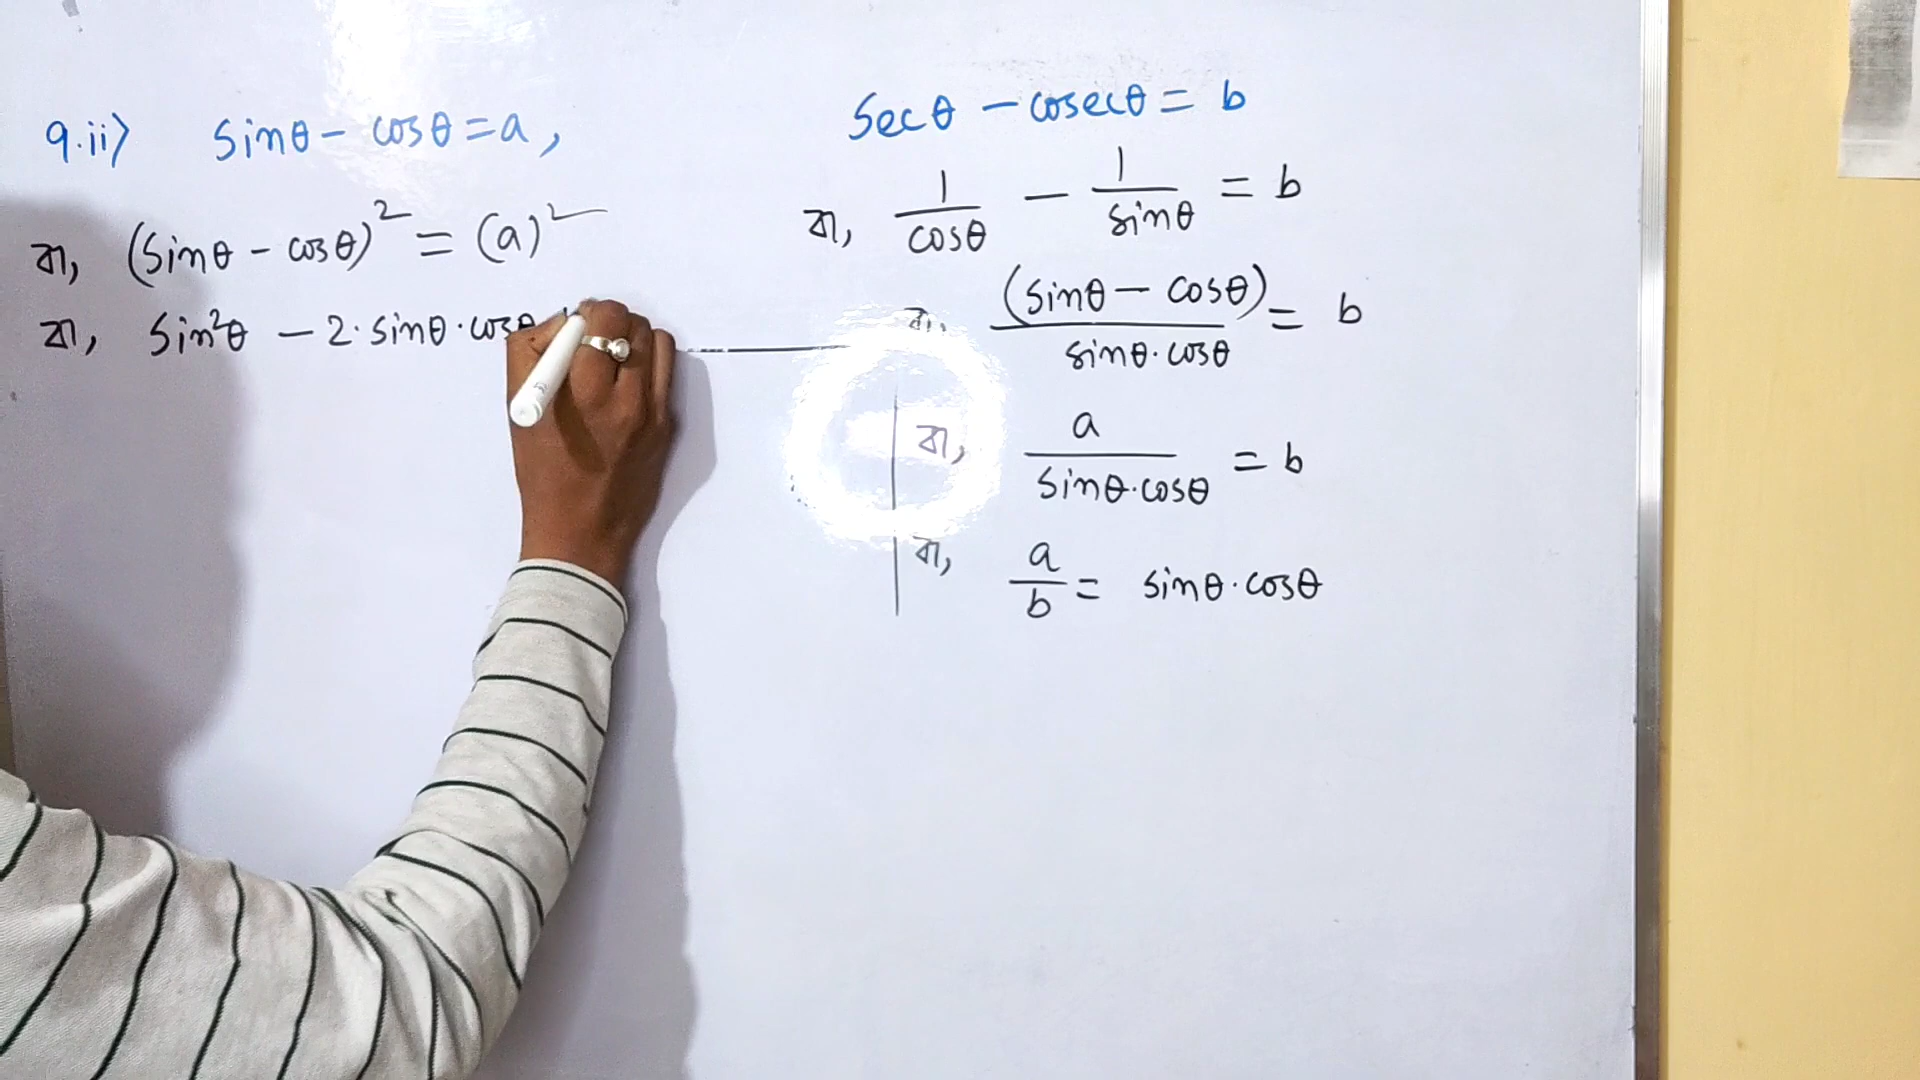 9.ii) sinθ - cosθ = a,
বা, (sinθ - cosθ)² = (a)²
বা, sin²θ - 2·sinθ·cosθ
secθ - cosecθ = b
বা, 1/cosθ - 1/sinθ = b
বা, (sinθ - cosθ)/sinθ·cosθ = b
বা, a/sinθ·cosθ = b
বা, a/b = sinθ·cosθ